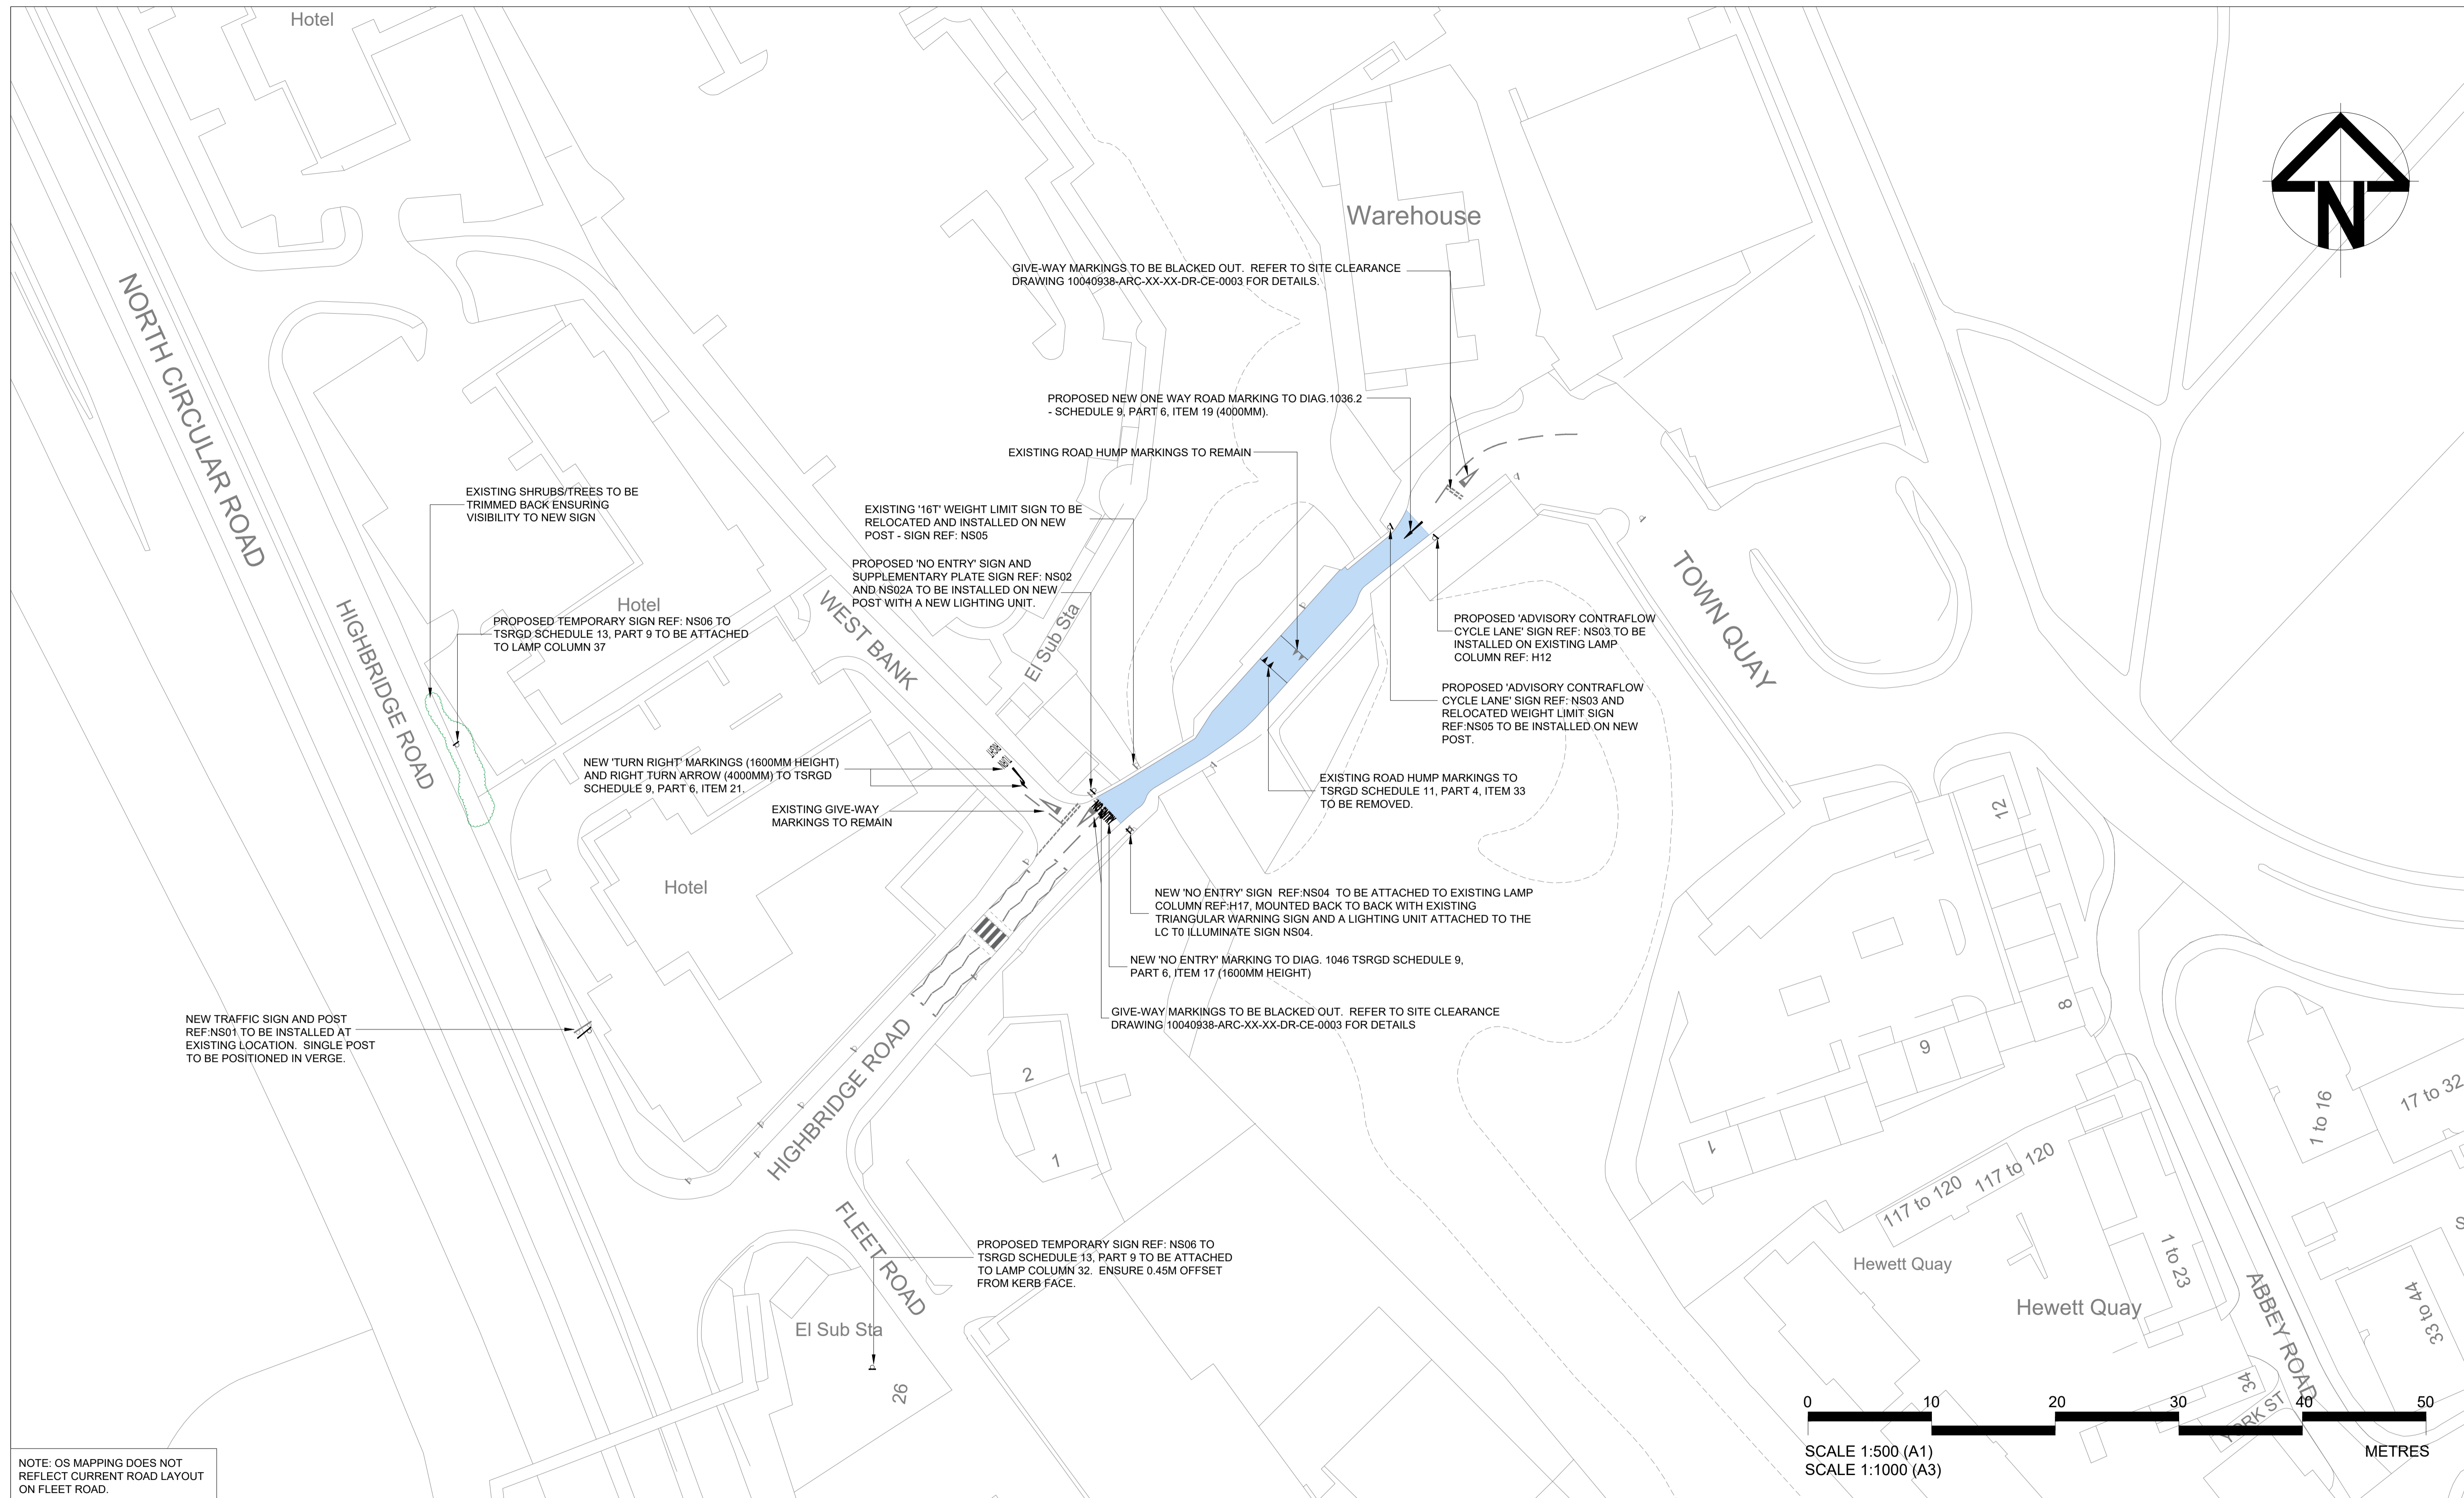 Hotel
Warehouse
N
GIVE-WAY MARKINGS TO BE BLACKED OUT. REFER TO SITE CLEARANCE
DRAWING 10040938-ARC-XX-XX-DR-CE-0003 FOR DETAILS.
NORTH CIRCULAR ROAD
PROPOSED NEW ONE WAY ROAD MARKING TO DIAG.1036.2
- SCHEDULE 9, PART 6, ITEM 19 (4000MM).
EXISTING ROAD HUMP MARKINGS TO REMAIN
EXISTING SHRUBS/TREES TO BE
TRIMMED BACK ENSURING
VISIBILITY TO NEW SIGN
EXISTING '16T' WEIGHT LIMIT SIGN TO BE
RELOCATED AND INSTALLED ON NEW
POST - SIGN REF: NS05
PROPOSED 'NO ENTRY' SIGN AND
SUPPLEMENTARY PLATE SIGN REF: NS02
AND NS02A TO BE INSTALLED ON NEW
POST WITH A NEW LIGHTING UNIT.
Hotel
PROPOSED TEMPORARY SIGN REF: NS06 TO
TSRGD SCHEDULE 13, PART 9 TO BE ATTACHED
TO LAMP COLUMN 37
HIGHBRIDGE ROAD
WEST BANK
El Sub Sta
TOWN QUAY
PROPOSED 'ADVISORY CONTRAFLOW
CYCLE LANE' SIGN REF: NS03 TO BE
INSTALLED ON EXISTING LAMP
COLUMN REF: H12
PROPOSED 'ADVISORY CONTRAFLOW
CYCLE LANE' SIGN REF: NS03 AND
RELOCATED WEIGHT LIMIT SIGN
REF:NS05 TO BE INSTALLED ON NEW
POST.
NEW 'TURN RIGHT' MARKINGS (1600MM HEIGHT)
AND RIGHT TURN ARROW (4000MM) TO TSRGD
SCHEDULE 9, PART 6, ITEM 21.
EXISTING GIVE-WAY
MARKINGS TO REMAIN
NO ENTRY
EXISTING ROAD HUMP MARKINGS TO
TSRGD SCHEDULE 11, PART 4, ITEM 33
TO BE REMOVED.
12
Hotel
NEW 'NO ENTRY' SIGN REF:NS04 TO BE ATTACHED TO EXISTING LAMP
COLUMN REF:H17, MOUNTED BACK TO BACK WITH EXISTING
TRIANGULAR WARNING SIGN AND A LIGHTING UNIT ATTACHED TO THE
LC T0 ILLUMINATE SIGN NS04.
NEW 'NO ENTRY' MARKING TO DIAG. 1046 TSRGD SCHEDULE 9,
PART 6, ITEM 17 (1600MM HEIGHT)
GIVE-WAY MARKINGS TO BE BLACKED OUT. REFER TO SITE CLEARANCE
DRAWING 10040938-ARC-XX-XX-DR-CE-0003 FOR DETAILS
NEW TRAFFIC SIGN AND POST
REF:NS01 TO BE INSTALLED AT
EXISTING LOCATION. SINGLE POST
TO BE POSITIONED IN VERGE.
8
9
HIGHBRIDGE ROAD
2
1
1
1 to 16
17 to 32
117 to 120
117 to 120
FLEET ROAD
PROPOSED TEMPORARY SIGN REF: NS06 TO
TSRGD SCHEDULE 13, PART 9 TO BE ATTACHED
TO LAMP COLUMN 32. ENSURE 0.45M OFFSET
FROM KERB FACE.
El Sub Sta
26
Hewett Quay
1 to 23
Hewett Quay
ABBEY ROAD
33 to 44
34
YORK ST
0 10 20 30 40 50
SCALE 1:500 (A1)
METRES
SCALE 1:1000 (A3)
NOTE: OS MAPPING DOES NOT
REFLECT CURRENT ROAD LAYOUT
ON FLEET ROAD.